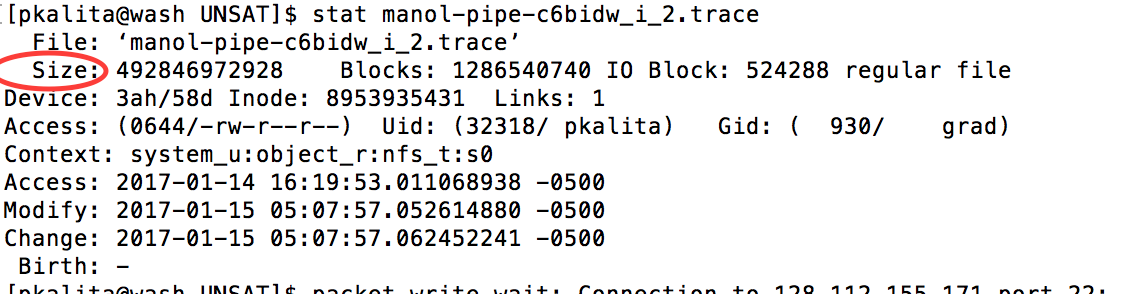 [pkalita@wash UNSAT]$ stat manol-pipe-c6bidw_i_2.trace
File: ‘manol-pipe-c6bidw_i_2.trace’
Size: 492846972928 Blocks: 1286540740 IO Block: 524288 regular file
Device: 3ah/58d Inode: 8953935431 Links: 1
Access: (0644/-rw-r--r--) Uid: (32318/ pkalita) Gid: ( 930/ grad)
Context: system_u:object_r:nfs_t:s0
Access: 2017-01-14 16:19:53.011068938 -0500
Modify: 2017-01-15 05:07:57.052614880 -0500
Change: 2017-01-15 05:07:57.062452241 -0500
Birth: -
[pkalita@wash UNSAT]$ packet_write_wait: Connection to 128.112.155.171 port 22: